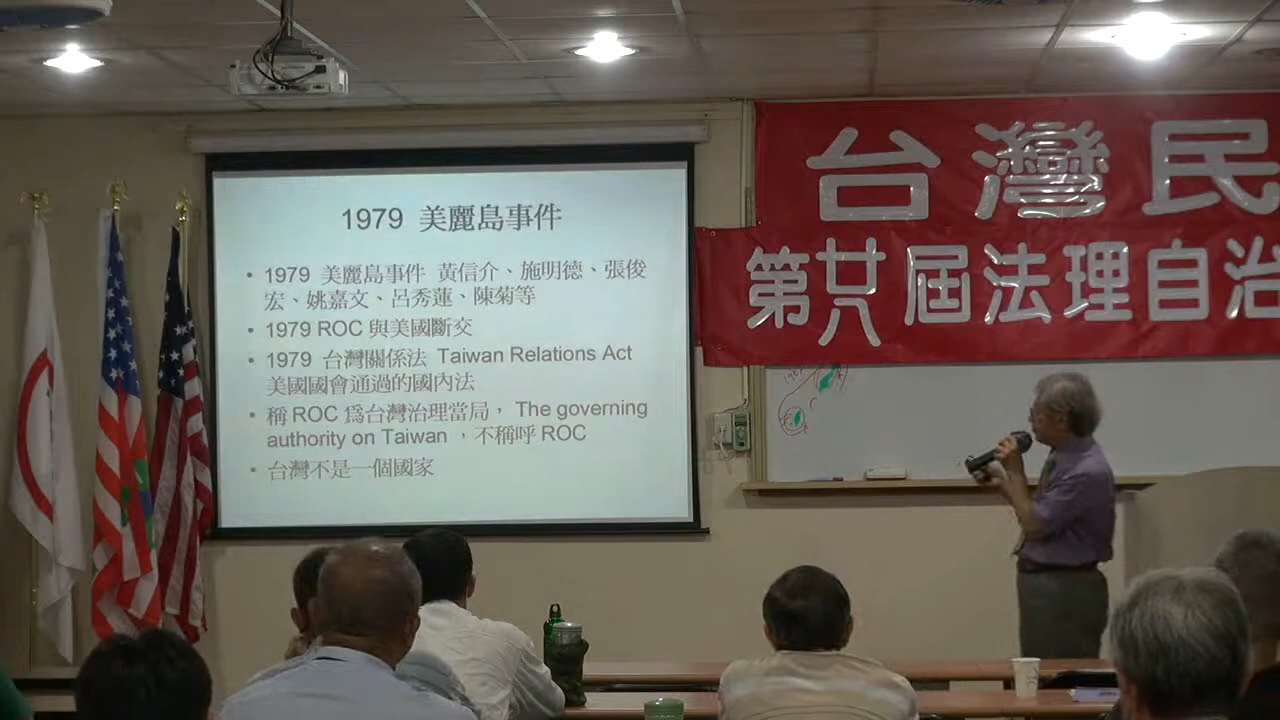 1979 美麗島事件
• 1979 美麗島事件 黃信介、施明德、張俊
宏、姚嘉文、呂秀蓮、陳菊等
• 1979 ROC 與美國斷交
• 1979 台灣關係法 Taiwan Relations Act
美國國會通過的國內法
• 稱 ROC 為台灣治理當局, The governing
authority on Taiwan ,不稱呼 ROC
• 台灣不是一個國家
台灣民
第廿八屆法理自治